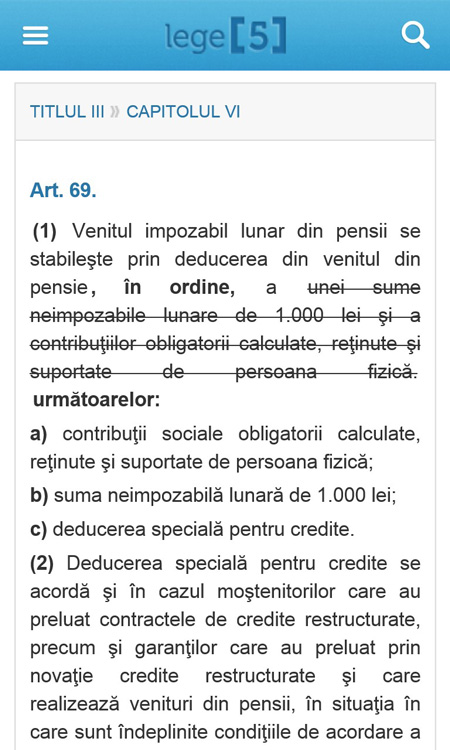 lege[5]
TITLUL III » CAPITOLUL VI
Art. 69.
(1) Venitul impozabil lunar din pensii se
stabileşte prin deducerea din venitul din
pensie, în ordine, a unei sume
neimpozabile lunare de 1.000 lei şi a
contribuţiilor obligatorii calculate, reţinute şi
suportate de persoana fizică.
următoarelor:
a) contribuţii sociale obligatorii calculate,
reţinute şi suportate de persoana fizică;
b) suma neimpozabilă lunară de 1.000 lei;
c) deducerea specială pentru credite.
(2) Deducerea specială pentru credite se
acordă şi în cazul moştenitorilor care au
preluat contractele de credite restructurate,
precum şi garanţilor care au preluat prin
novaţie credite restructurate şi care
realizează venituri din pensii, în situaţia în
care sunt îndeplinite condiţiile de acordare a